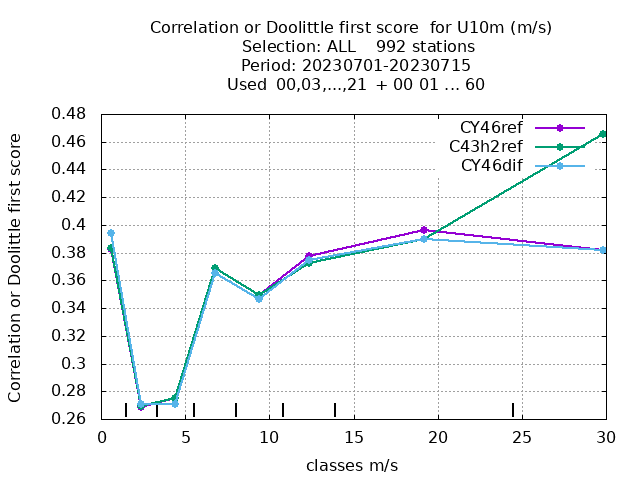 Correlation or Doolittle first score  for U10m (m/s)
Selection: ALL    992 stations
Period: 20230701-20230715
Used  00,03,...,21  + 00 01 ... 60
Correlation or Doolittle first score
0.48
0.46
0.44
0.42
0.4
0.38
0.36
0.34
0.32
0.3
0.28
0.26
CY46ref
C43h2ref
CY46dif
0 5 10 15 20 25 30
classes m/s